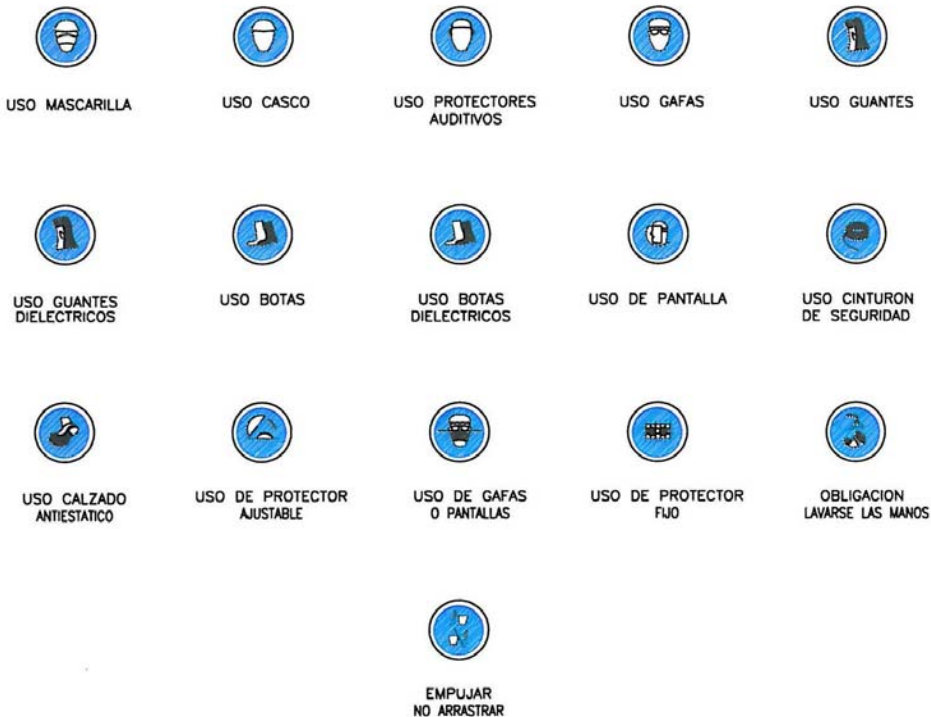 USO MASCARILLA
USO CASCO
USO PROTECTORES
AUDITIVOS
USO GAFAS
USO GUANTES
USO GUANTES
DIELECTRICOS
USO BOTAS
USO BOTAS
DIELECTRICOS
USO DE PANTALLA
USO CINTURON
DE SEGURIDAD
USO CALZADO
ANTIESTATICO
USO DE PROTECTOR
AJUSTABLE
USO DE GAFAS
O PANTALLAS
USO DE PROTECTOR
FIJO
OBLIGACION
LAVARSE LAS MANOS
EMPUJAR
NO ARRASTRAR